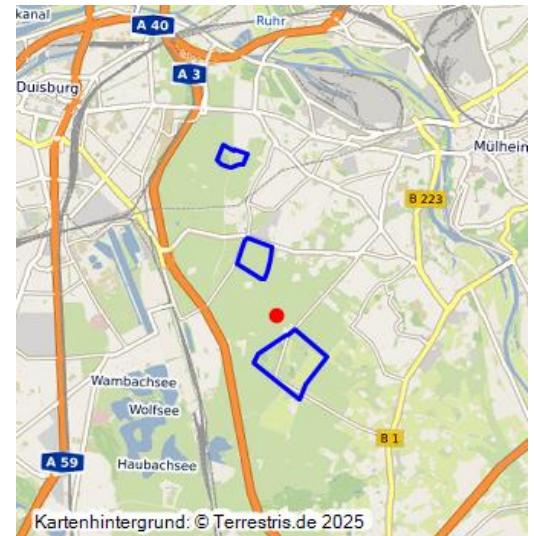 kanal
A 40
Ruhr
A 3
Duisburg
Mülheim
B 223
Wambachsee
Wolfsee
B 1
A 59
Haubachsee
Kartenhintergrund: © Terrestris.de 2025